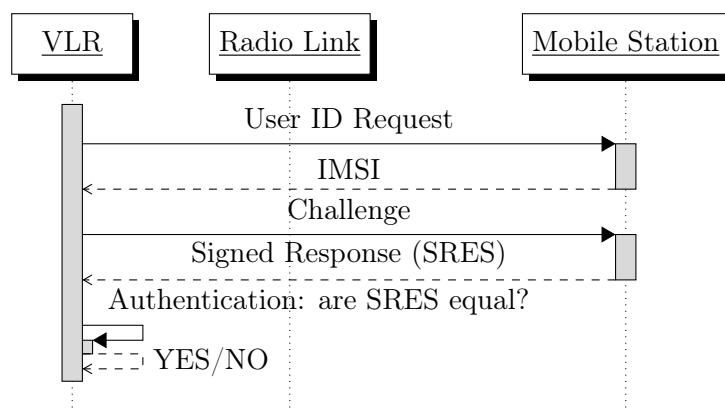 VLR
Radio Link
Mobile Station
User ID Request
IMSI
Challenge
Signed Response (SRES)
Authentication: are SRES equal?
YES/NO